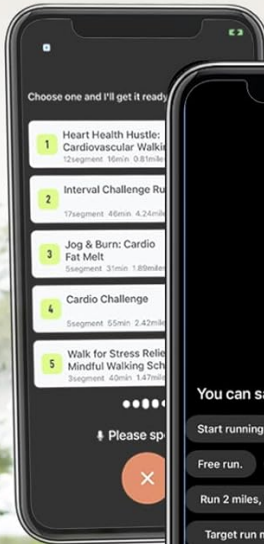 Choose one and I'll get it ready
1
Heart Health Hustle:
Cardiovascular Walki
12segment 16min 0.81mile
2
Interval Challenge Ru
17segment 46min 4.24mile
3
Jog & Burn: Cardio
Fat Melt
5segment 31min 1.89miles
4
Cardio Challenge
5segment 55min 2.42mile
5
Walk for Stress Relie
Mindful Walking Sch
3segment 40min 1.47mile
Please sp
You can sa
Start running
Free run.
Run 2 miles,
Target run m